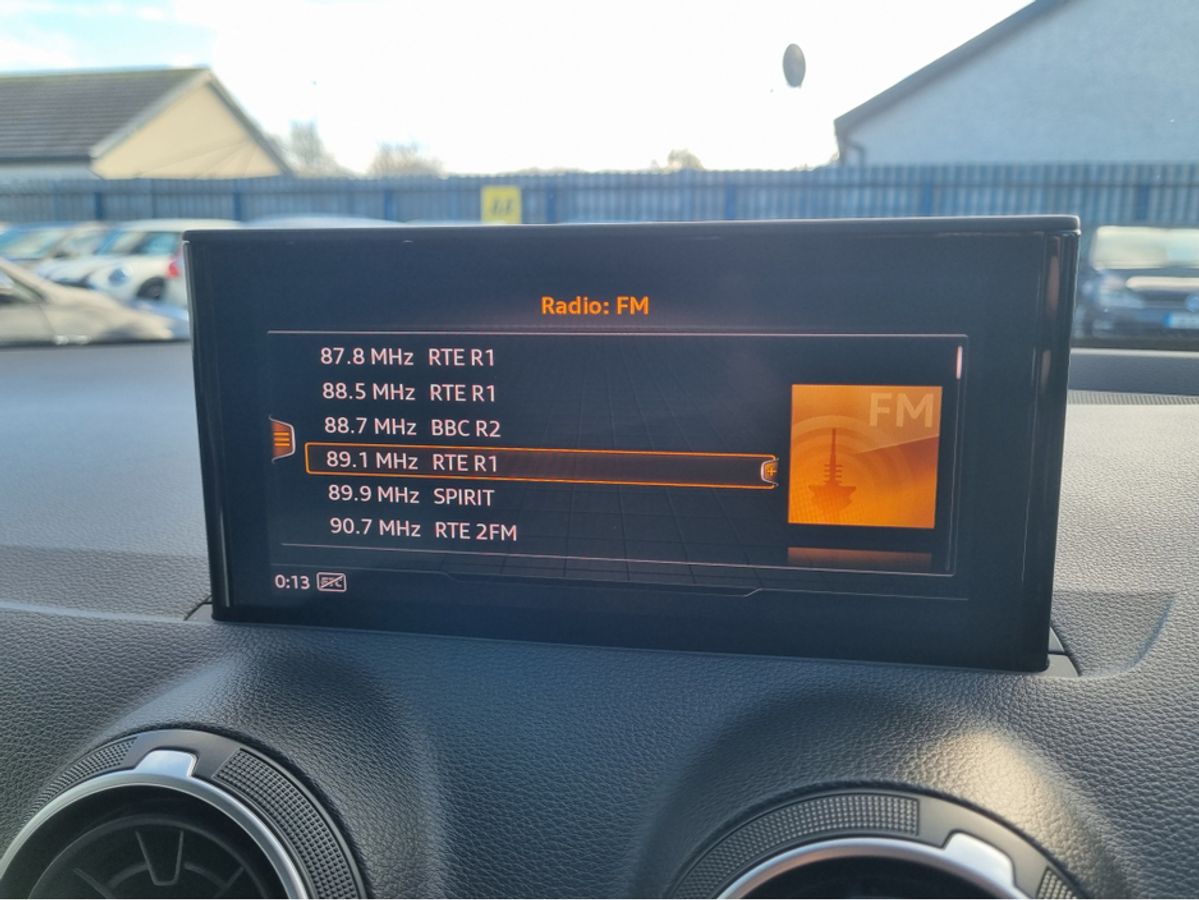 Radio: FM
87.8 MHz RTE R1
88.5 MHz RTE R1
88.7 MHz BBC R2
89.1 MHz RTE R1
89.9 MHz SPIRIT
90.7 MHz RTE 2FM
FM
0:13